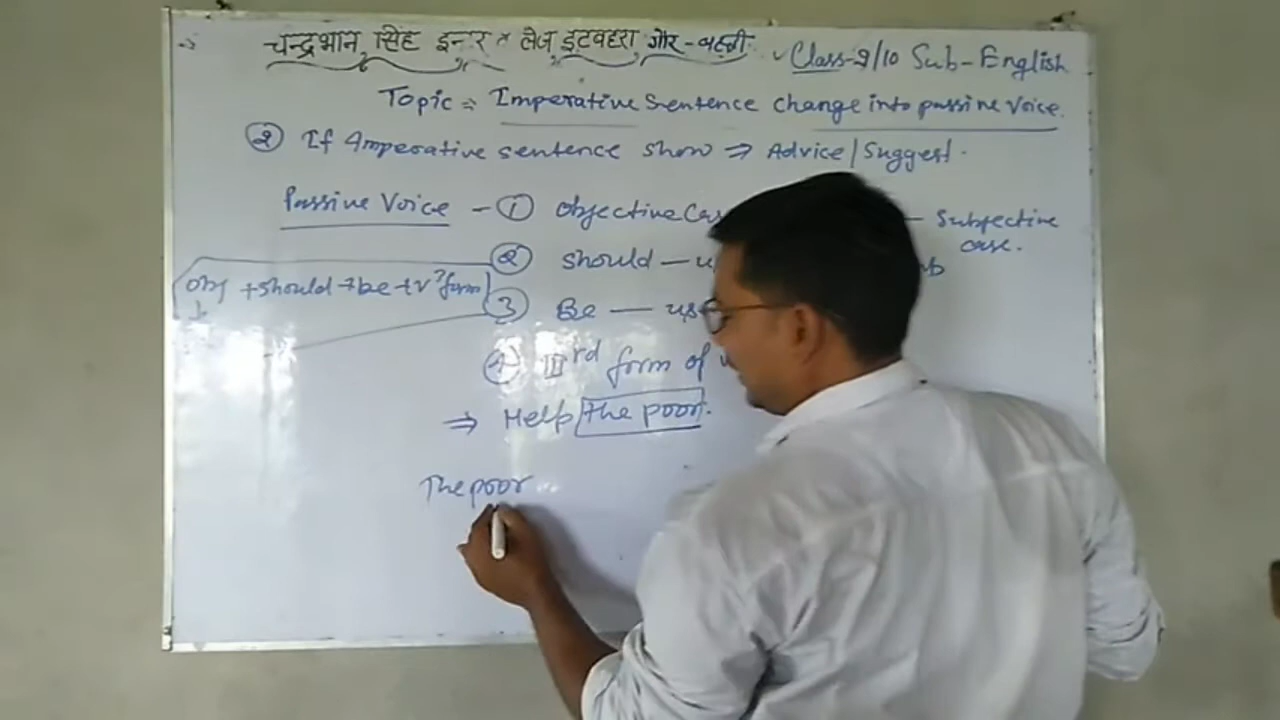 चन्द्रभान सिंह इन्टर कॉलेज इटवहरा गौर-बस्ती
Class-9/10 Sub-English
Topic ⇒ Imperative Sentence change into passive voice.
② If Imperative sentence show ⇒ Advice/Suggest.
Passive Voice - ① Objective Subjective case.
② should —
③ Be —
④ IIIrd form of
obj + should + be + v3 form
⇒ Help the poor.
The poor